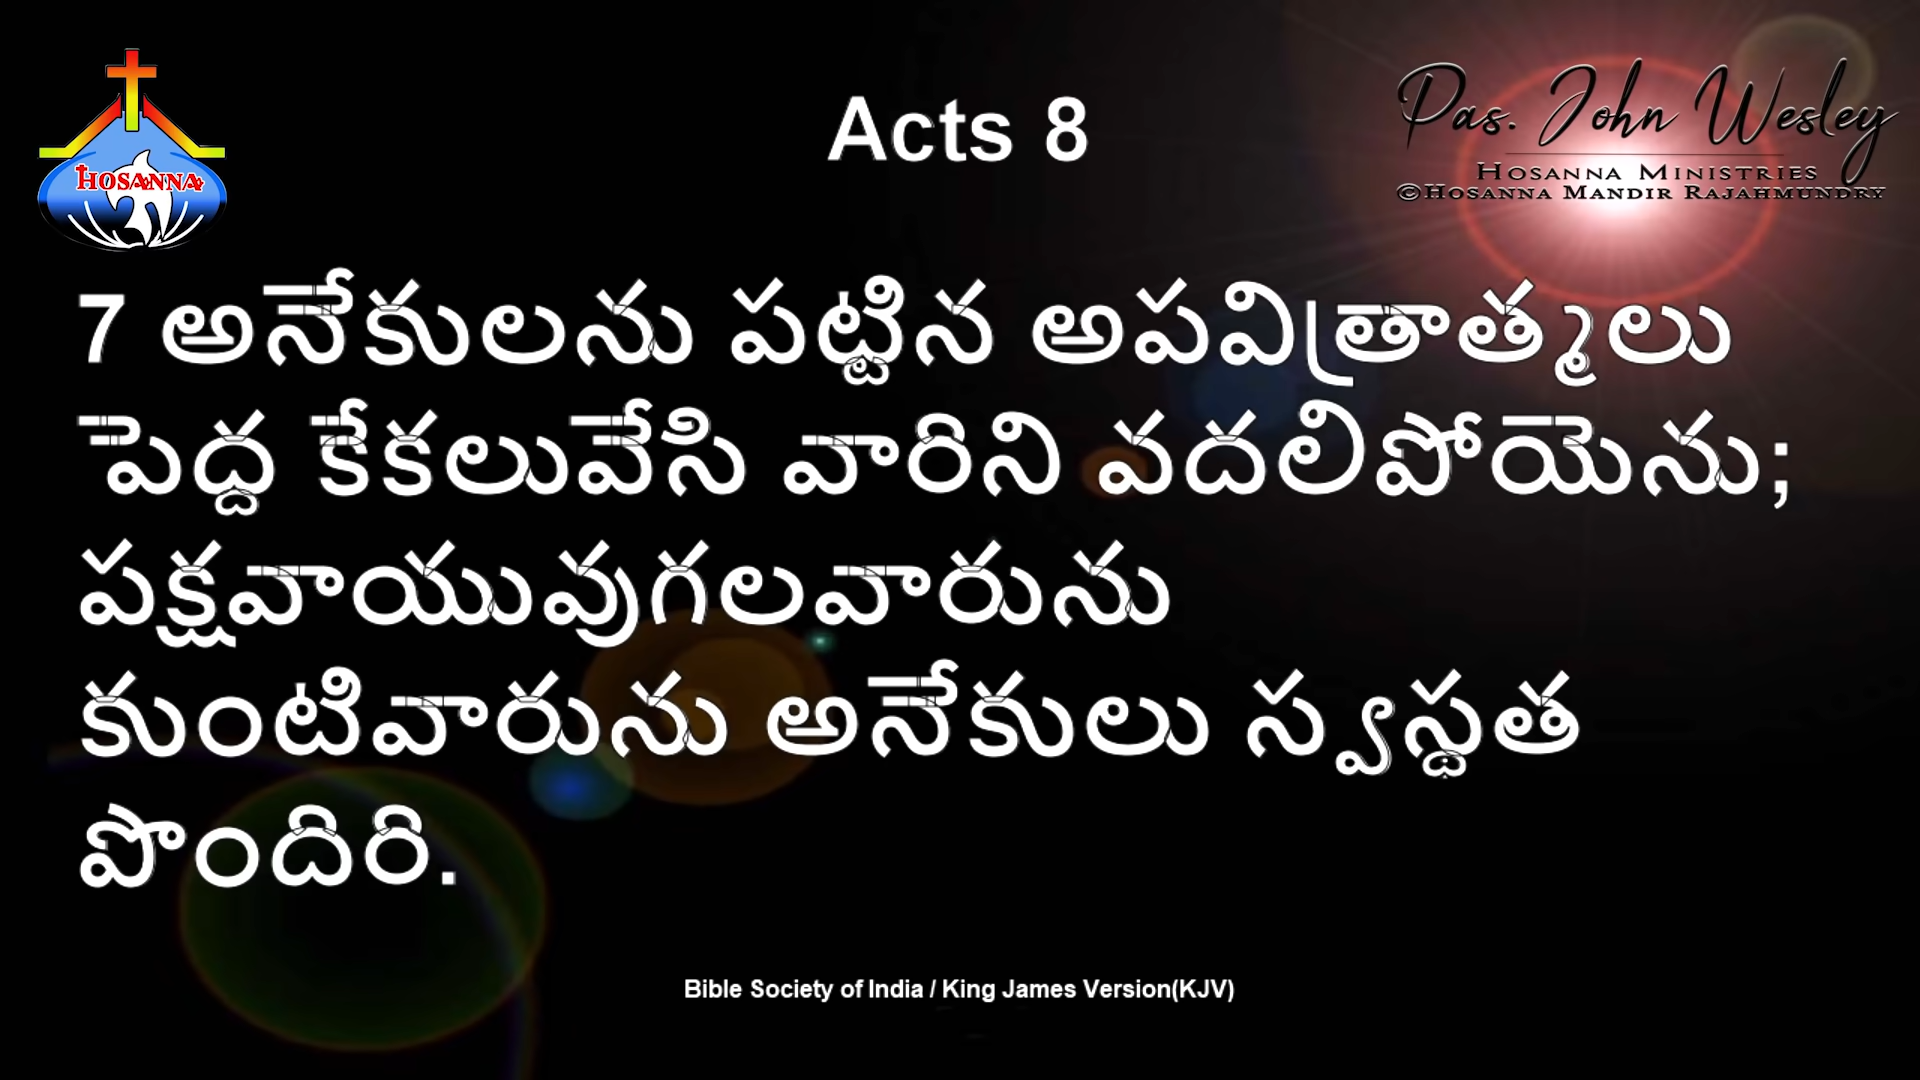 HOSANNA
Acts 8
Pas. John Wesley
HOSANNA MINISTRIES
©HOSANNA MANDIR RAJAHMUNDRY
7 అనేకులను పట్టిన అపవిత్రాత్మలు
పెద్ద కేకలువేసి వారిని వదలిపోయెను;
పక్షవాయువుగలవారును
కుంటివారును అనేకులు స్వస్థత
పొందిరి.
Bible Society of India / King James Version(KJV)